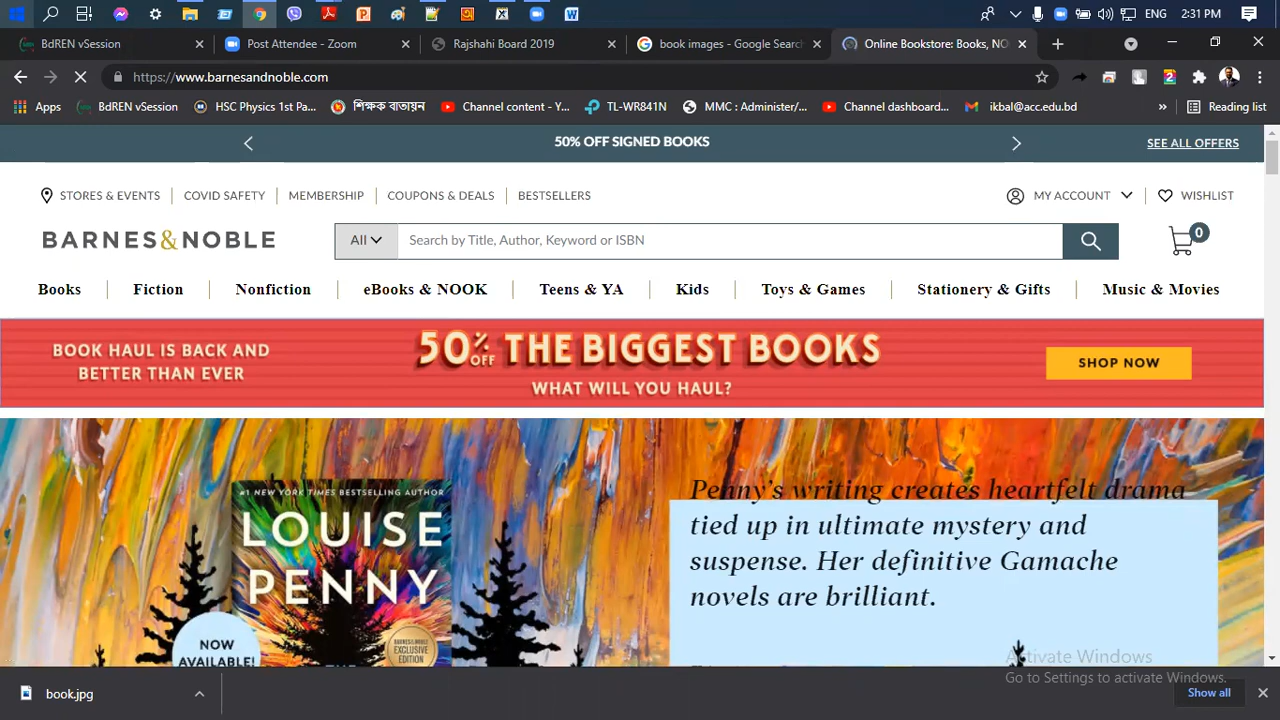 ENG
2:31 PM
BdREN vSession
Post Attendee - Zoom
Rajshahi Board 2019
book images - Google Search
Online Bookstore: Books, NO
https://www.barnesandnoble.com
Apps
BdREN vSession
HSC Physics 1st Pa...
শিক্ষক বাতায়ন
Channel content - Y...
TL-WR841N
MMC : Administer/...
Channel dashboard...
ikbal@acc.edu.bd
Reading list
50% OFF SIGNED BOOKS
SEE ALL OFFERS
STORES & EVENTS
COVID SAFETY
MEMBERSHIP
COUPONS & DEALS
BESTSELLERS
MY ACCOUNT
WISHLIST
BARNES&NOBLE
All
Search by Title, Author, Keyword or ISBN
0
Books
Fiction
Nonfiction
eBooks & NOOK
Teens & YA
Kids
Toys & Games
Stationery & Gifts
Music & Movies
BOOK HAUL IS BACK AND
BETTER THAN EVER
50% OFF THE BIGGEST BOOKS
WHAT WILL YOU HAUL?
SHOP NOW
#1 NEW YORK TIMES BESTSELLING AUTHOR
LOUISE
PENNY
BARNES & NOBLE
EXCLUSIVE
EDITION
THE
NOW
AVAILABLE!
Penny's writing creates heartfelt drama
tied up in ultimate mystery and
suspense. Her definitive Gamache
novels are brilliant.
Activate Windows
Go to Settings to activate Windows.
book.jpg
Show all